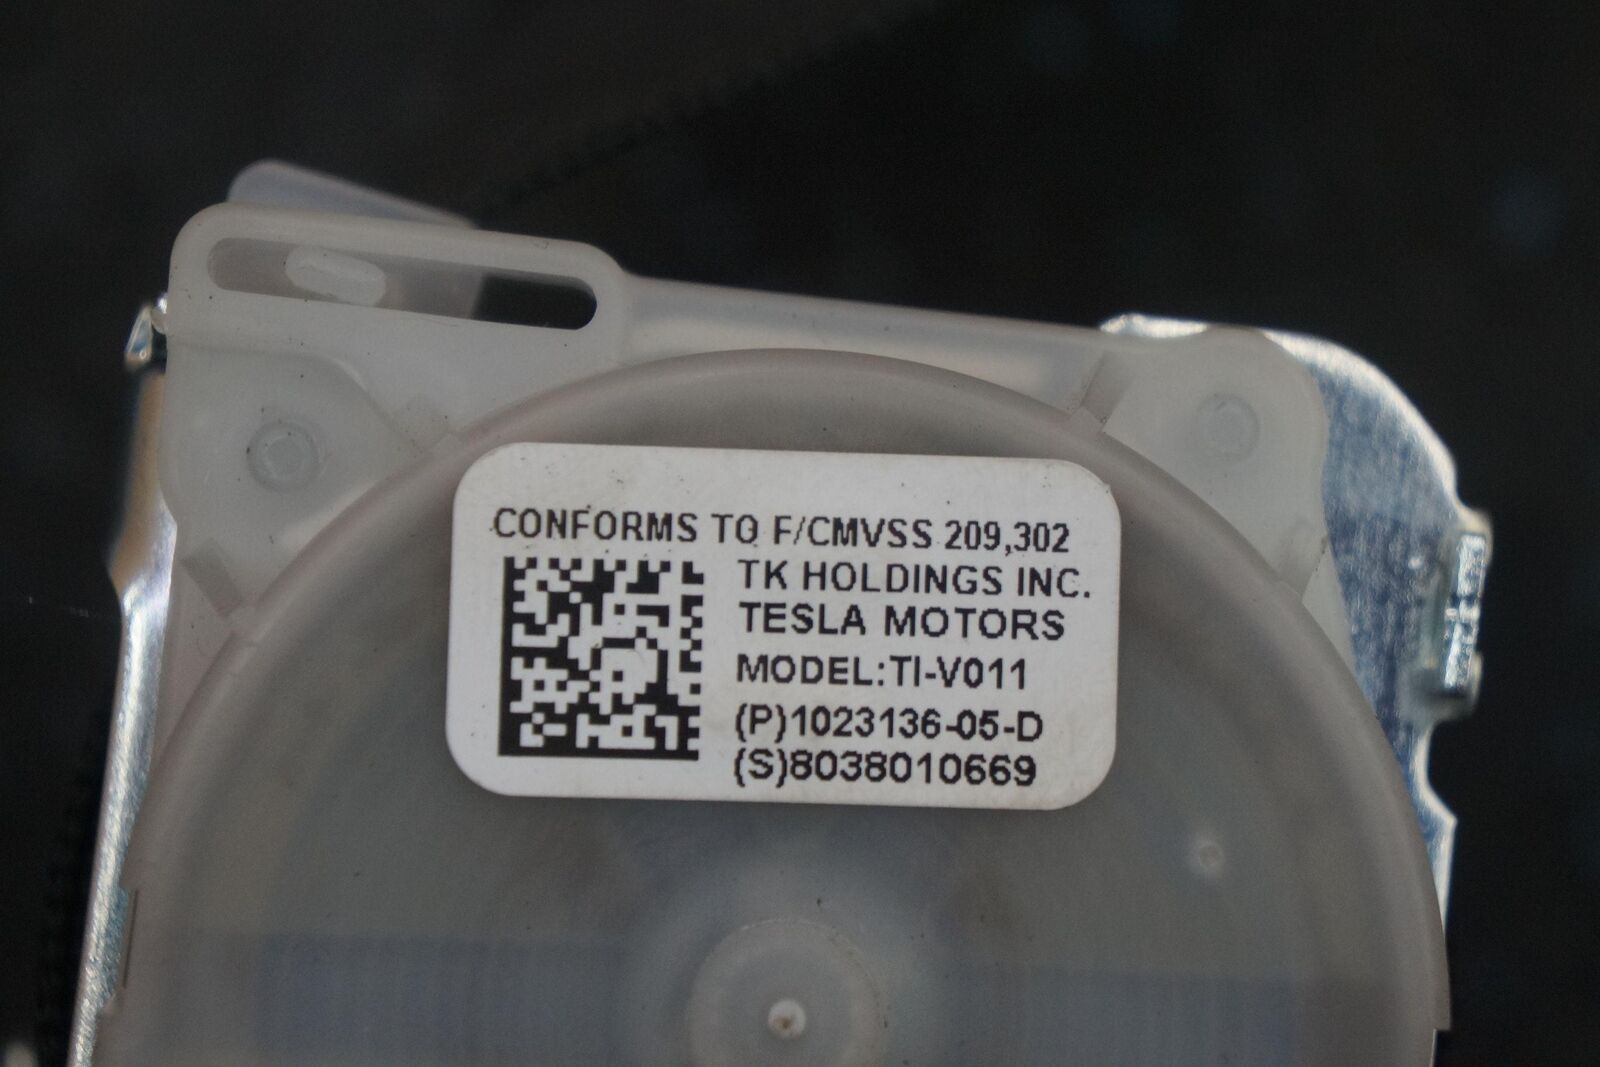 CONFORMS TO F/CMVSS 209,302
TK HOLDINGS INC.
TESLA MOTORS
MODEL:TI-V011
(P)1023136-05-D
(S)8038010669